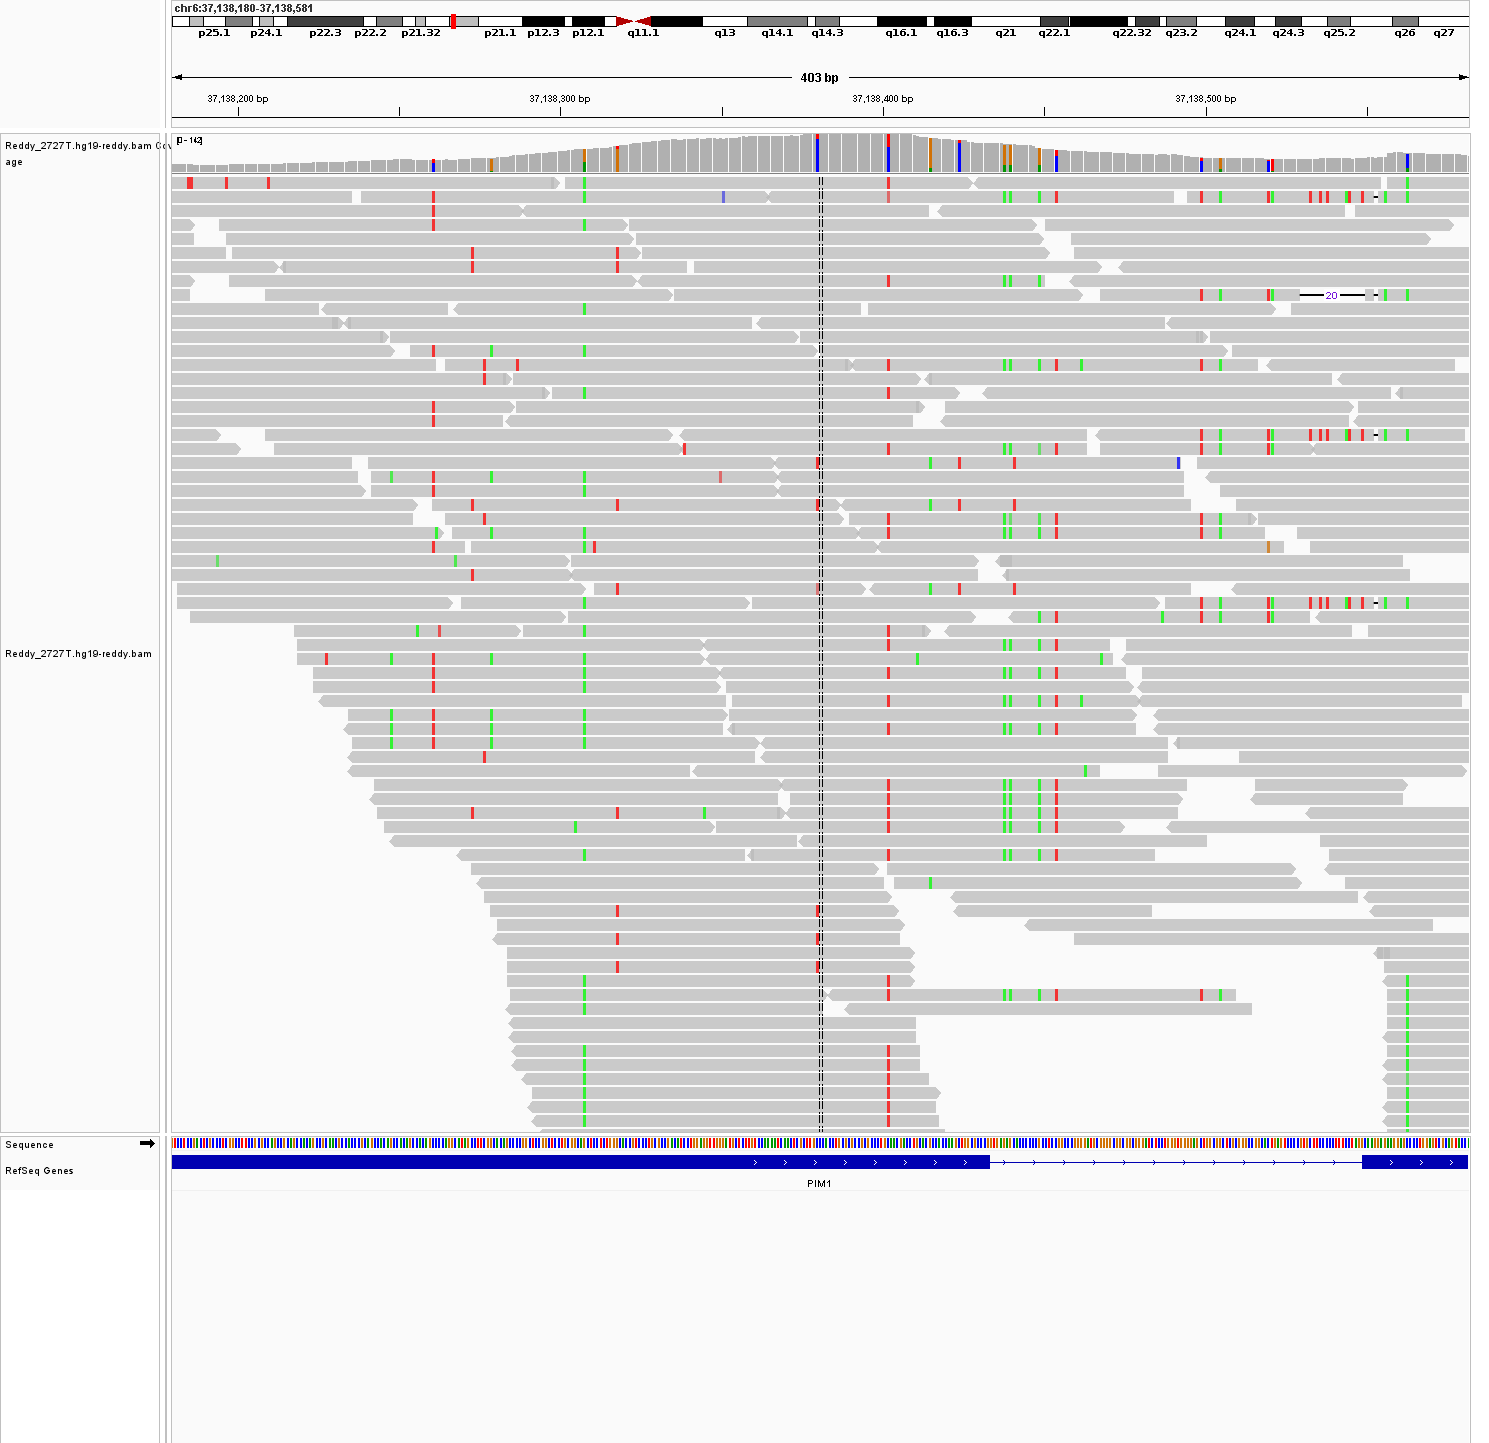 chr6:37,138,180-37,138,581
p25.1 p24.1 p22.3 p22.2 p21.32 p21.1 p12.3 p12.1 q11.1 q13 q14.1 q14.3 q16.1 q16.3 q21 q22.1 q22.32 q23.2 q24.1 q24.3 q25.2 q26 q27
403 bp
37,138,200 bp 37,138,300 bp 37,138,400 bp 37,138,500 bp
[0 - 142]
Reddy_2727T.hg19-reddy.bam Cov
age
20
Reddy_2727T.hg19-reddy.bam
Sequence
RefSeq Genes
PIM1